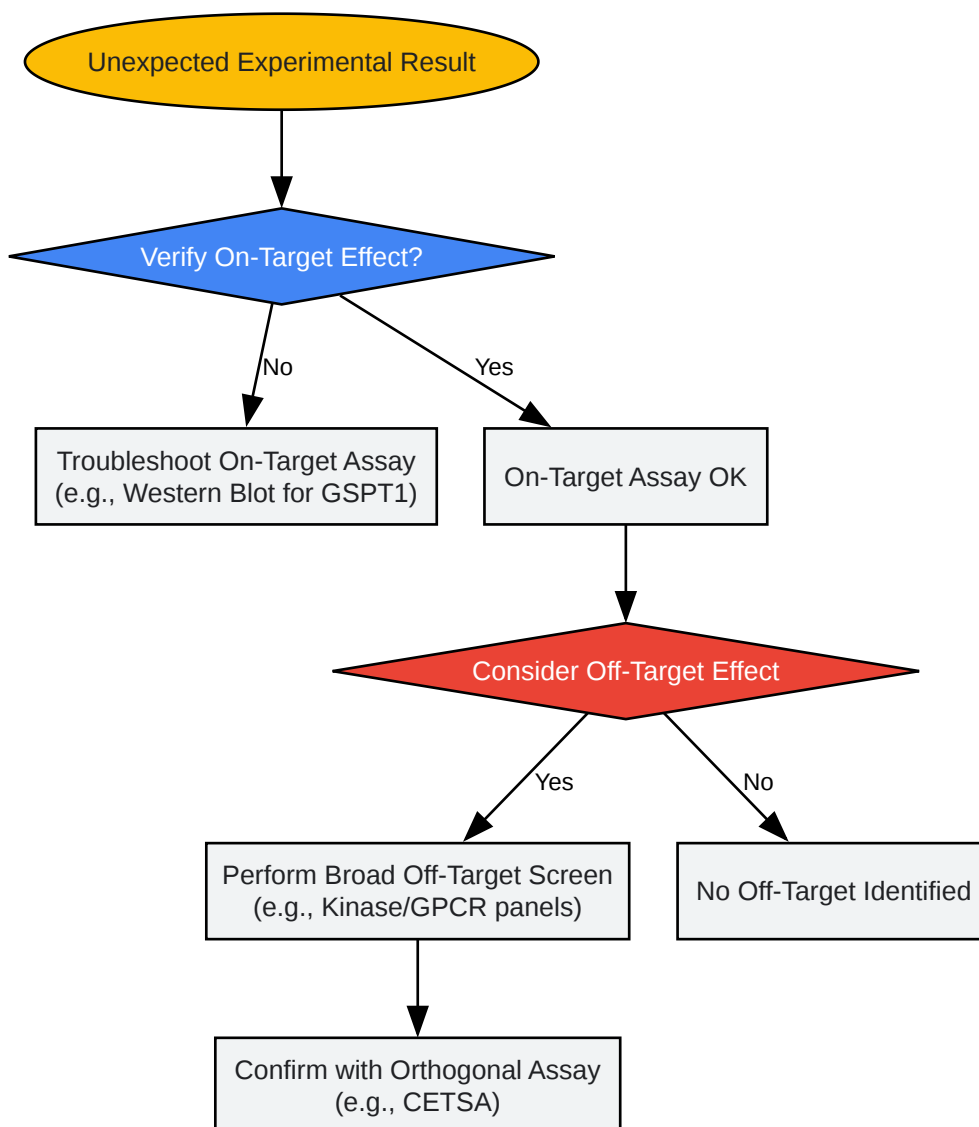 Unexpected Experimental Result
Verify On-Target Effect?
No
Yes
Troubleshoot On-Target Assay
(e.g., Western Blot for GSPT1)
On-Target Assay OK
Consider Off-Target Effect
Yes
No
Perform Broad Off-Target Screen
(e.g., Kinase/GPCR panels)
No Off-Target Identified
Confirm with Orthogonal Assay
(e.g., CETSA)